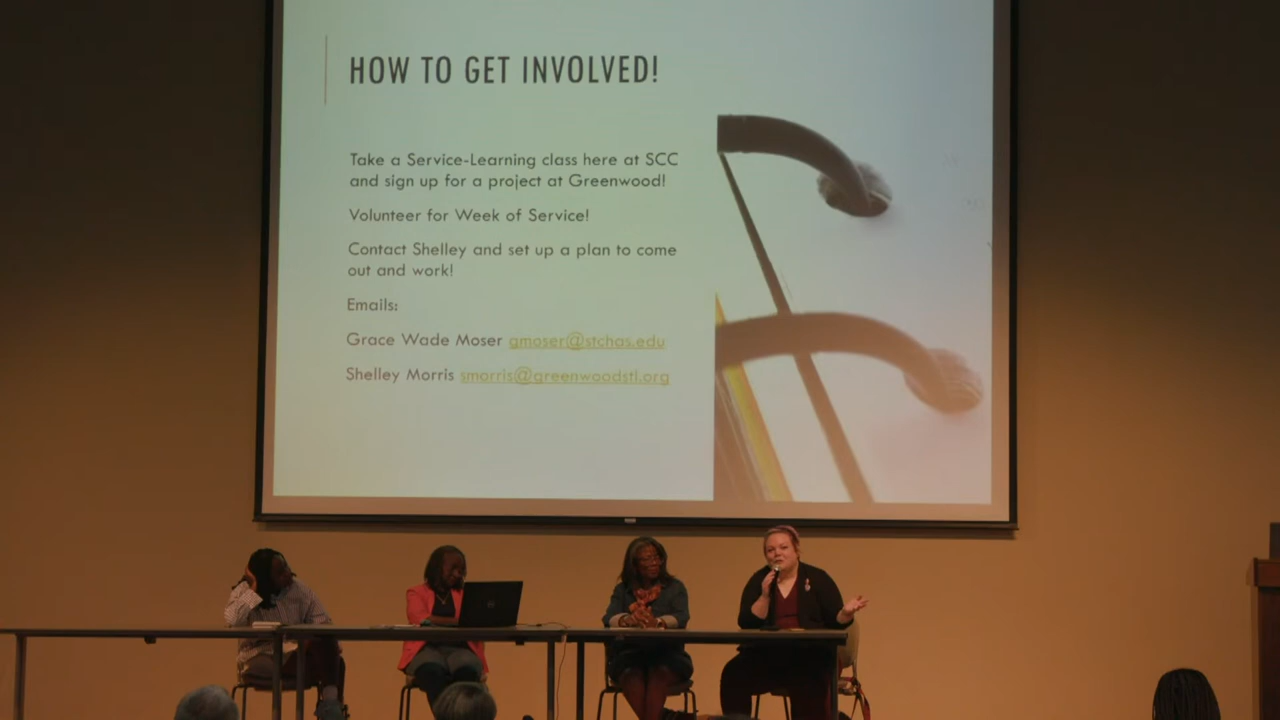 HOW TO GET INVOLVED!
Take a Service-Learning class here at SCC
and sign up for a project at Greenwood!
Volunteer for Week of Service!
Contact Shelley and set up a plan to come
out and work!
Emails:
Grace Wade Moser gmoser@stchas.edu
Shelley Morris smorris@greenwoodstl.org